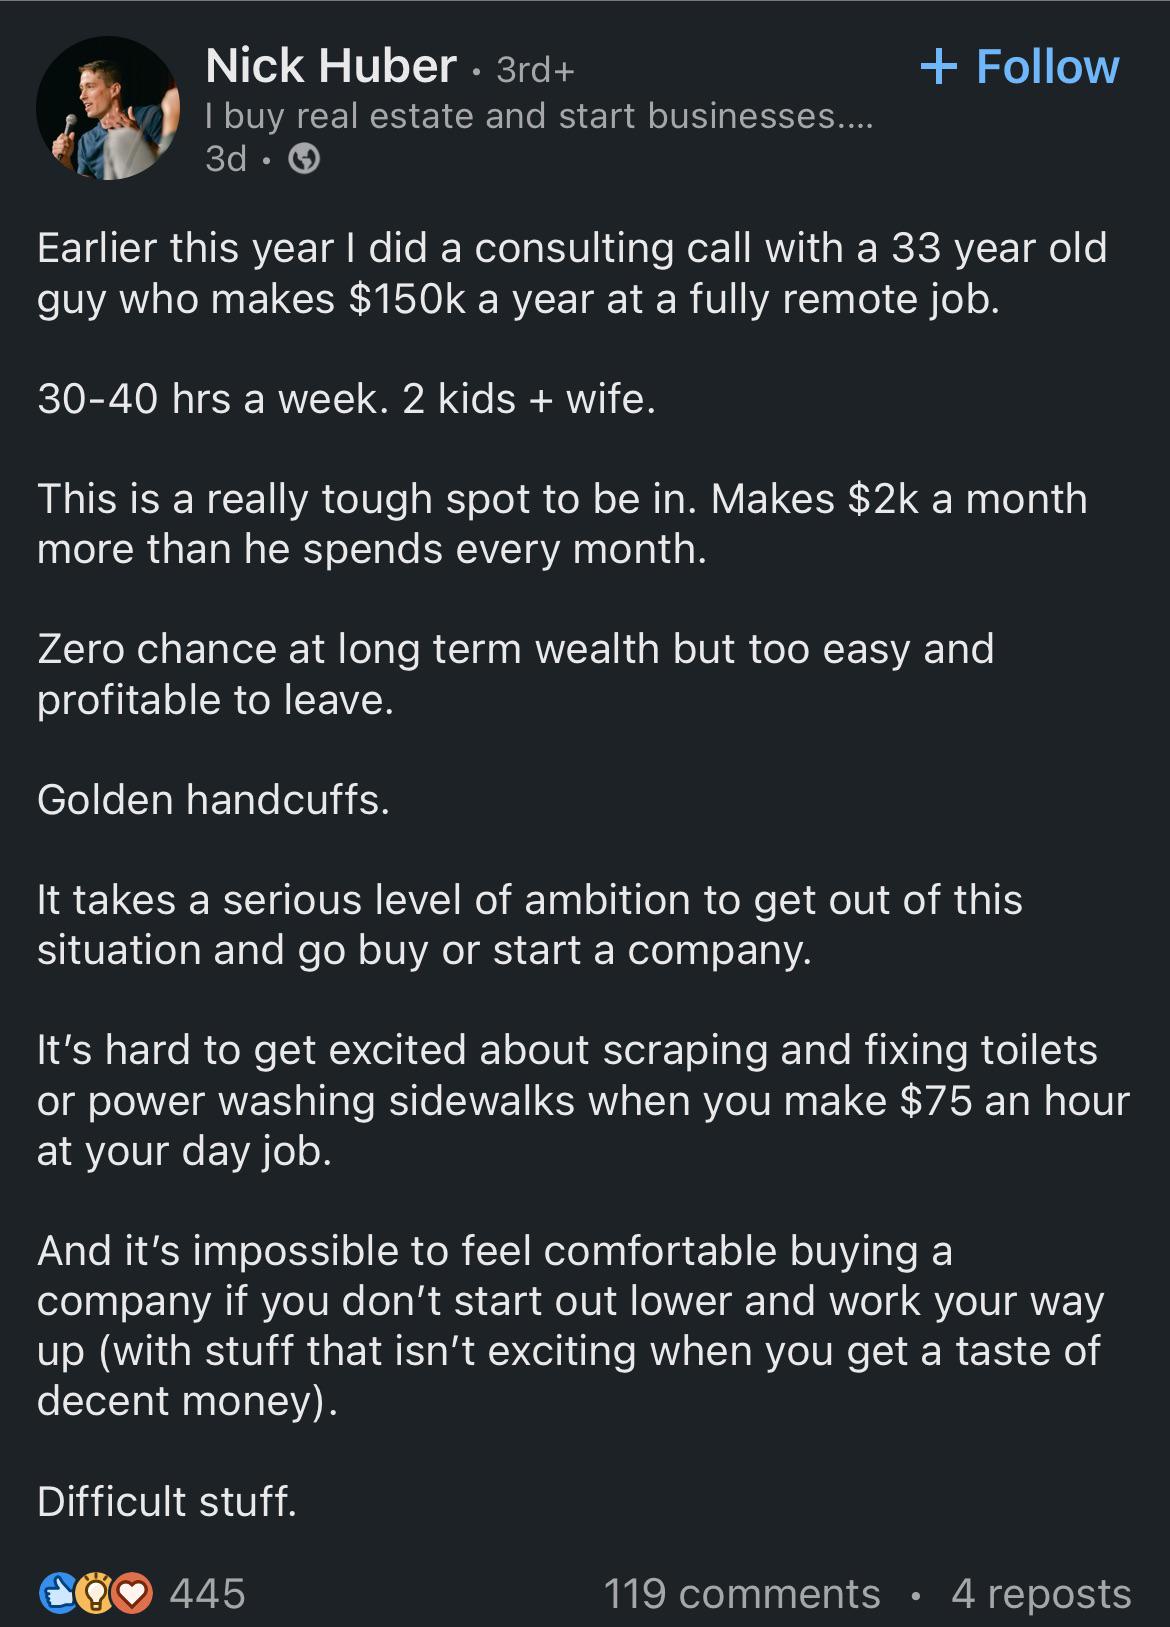 Nick Huber • 3rd+
+ Follow
I buy real estate and start businesses....
3d •
Earlier this year I did a consulting call with a 33 year old
guy who makes $150k a year at a fully remote job.
30-40 hrs a week. 2 kids + wife.
This is a really tough spot to be in. Makes $2k a month
more than he spends every month.
Zero chance at long term wealth but too easy and
profitable to leave.
Golden handcuffs.
It takes a serious level of ambition to get out of this
situation and go buy or start a company.
It’s hard to get excited about scraping and fixing toilets
or power washing sidewalks when you make $75 an hour
at your day job.
And it’s impossible to feel comfortable buying a
company if you don’t start out lower and work your way
up (with stuff that isn’t exciting when you get a taste of
decent money).
Difficult stuff.
445
119 comments • 4 reposts